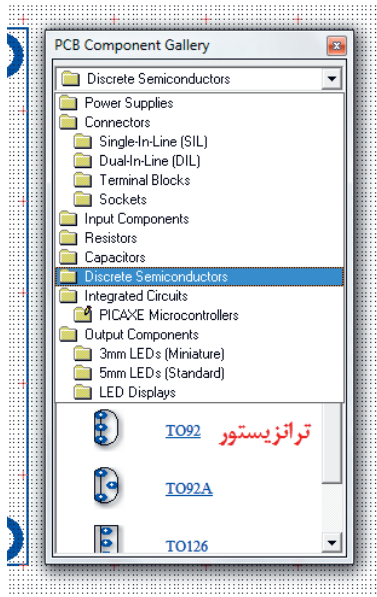 PCB Component Gallery
Discrete Semiconductors
Power Supplies
Connectors
Single-In-Line (SIL)
Dual-In-Line (DIL)
Terminal Blocks
Sockets
Input Components
Resistors
Capacitors
Discrete Semiconductors
Integrated Circuits
PICAXE Microcontrollers
Output Components
3mm LEDs (Miniature)
5mm LEDs (Standard)
LED Displays
TO92 ترانزیستور
TO92A
TO126